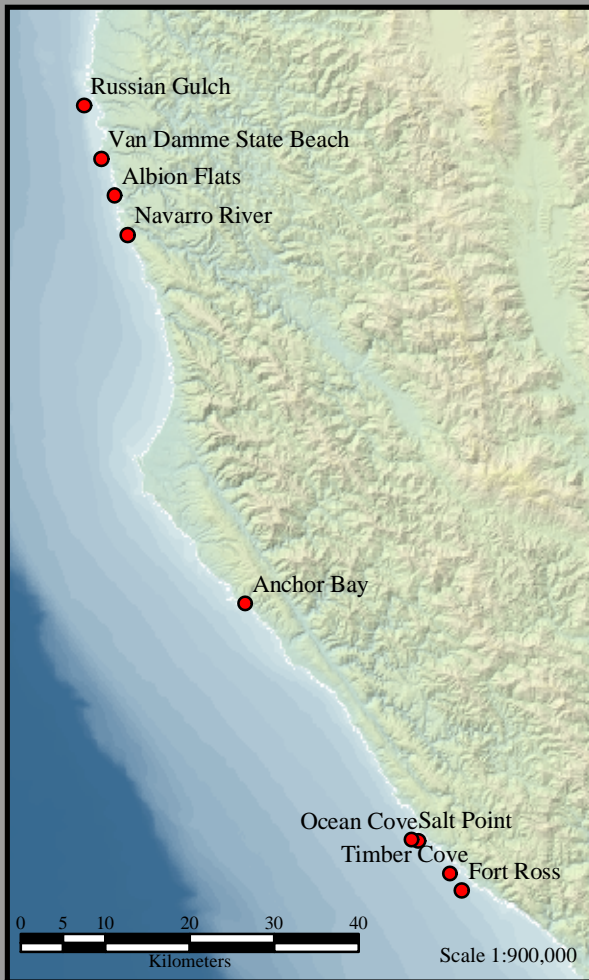 Russian Gulch
Van Damme State Beach
Albion Flats
Navarro River
Anchor Bay
Ocean Cove Salt Point
Timber Cove
Fort Ross
0 5 10 20 30 40
Kilometers
Scale 1:900,000